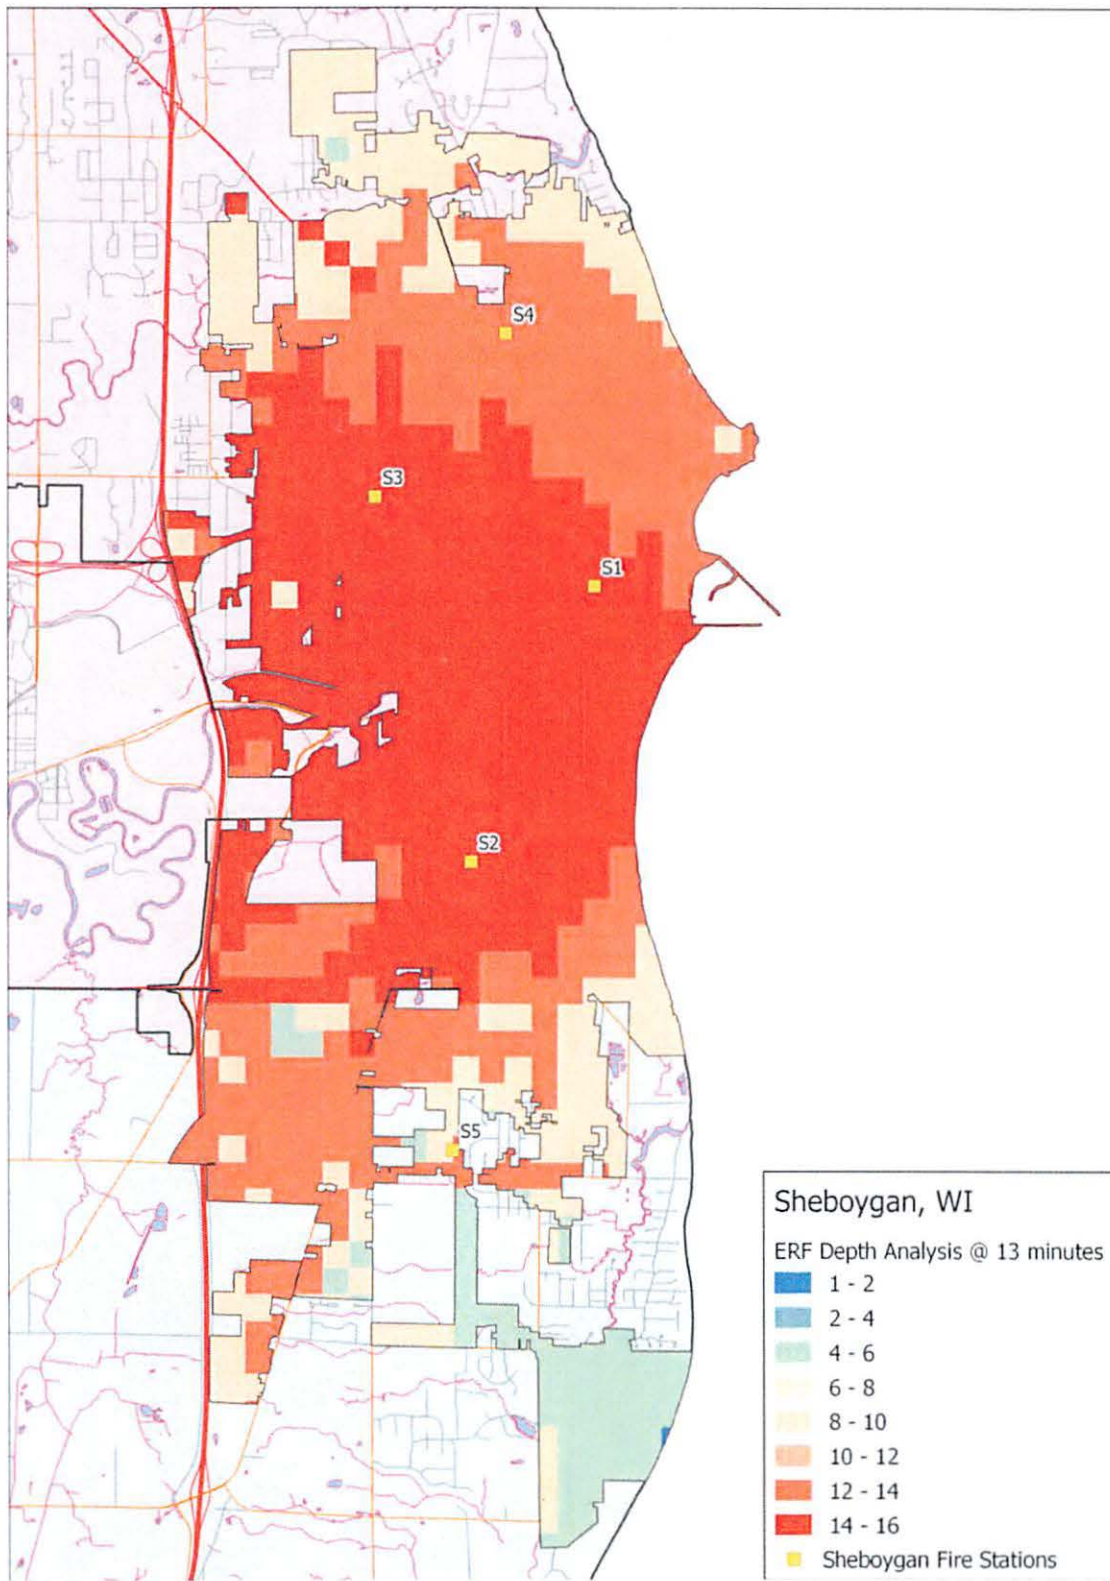 S4
S3
S1
S2
S5
Sheboygan, WI
ERF Depth Analysis @ 13 minutes
1 - 2
2 - 4
4 - 6
6 - 8
8 - 10
10 - 12
12 - 14
14 - 16
Sheboygan Fire Stations